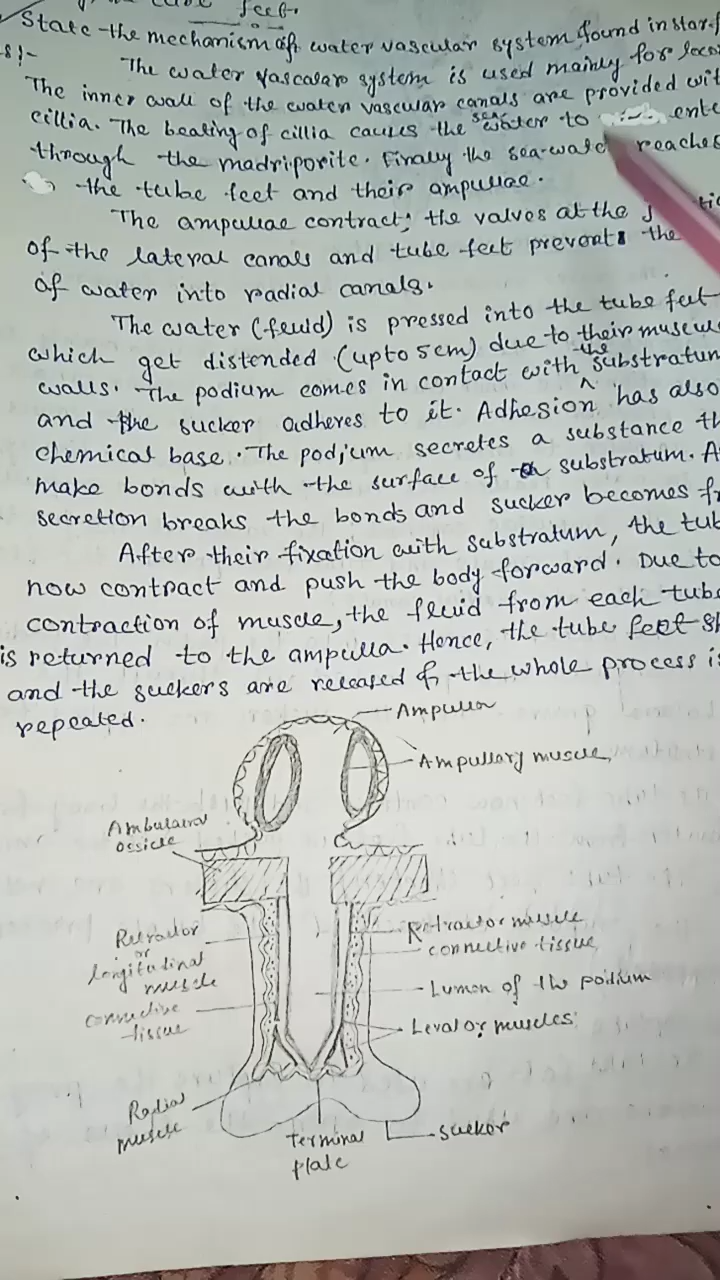 tube feet.
State the mechanism of water vascular system found in star-f
The water vascular system is used mainly for loco
The inner wall of the water vascular canals are provided wit
cillia. The beating of cillia causes the sea water to ente
through the madriporite. Finally the sea-wate reaches
the tube feet and their ampullae.
The ampullae contract; the valves at the
of the lateral canals and tube feet prevent the
of water into radial canals.
The water (feuid) is pressed into the tube feet
which get distended (upto 5cm) due to their muscul
walls. The podium comes in contact with the substratum
and the sucker adheres to it. Adhesion has also
chemical base. The podium secretes a substance th
make bonds with the surface of substratum. A
secretion breaks the bonds and sucker becomes fr
After their fixation with substratum, the tub
now contract and push the body forward. Due to
contraction of muscle, the fluid from each tube
is returned to the ampulla. Hence, the tube feet sh
and the suckers are released & the whole process is
repeated.
Ampulla
Ampullary muscle
Ambulacral
ossicle
Retractor
or
longitudinal
muscle
connective
tissue
Retractor muscle
connective tissue
Lumen of the podium
Levator muscles
Radial
muscle
Terminal
plate
sucker